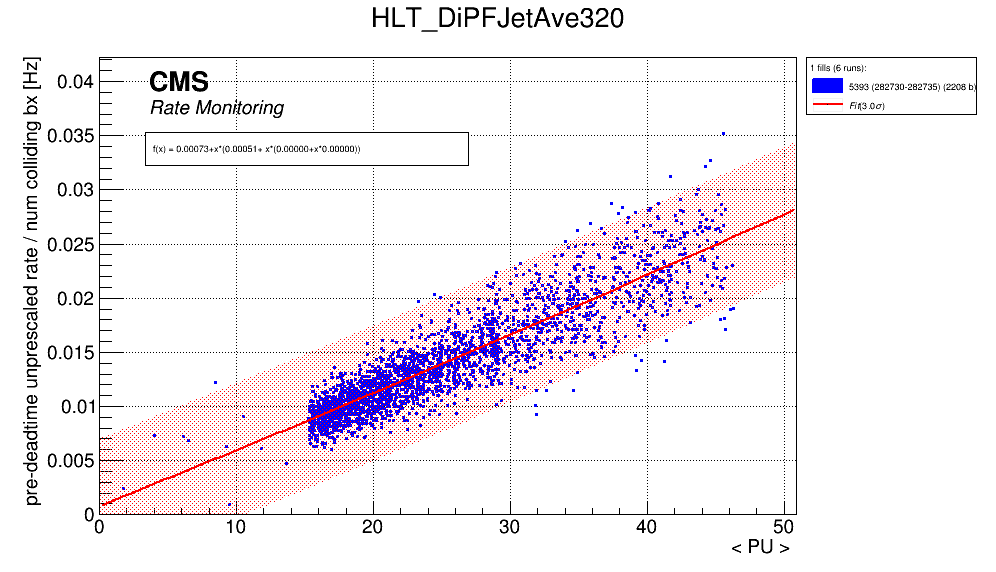 HLT_DiPFJetAve320
pre-deadtime unprescaled rate / num colliding bx [Hz]
0.04
0.035
0.03
0.025
0.02
0.015
0.01
0.005
0
CMS
Rate Monitoring
f(x) = 0.00073+x*(0.00051+ x*(0.00000+x*0.00000))
0 10 20 30 40 50
< PU >
1 fills (6 runs):
5393 (282730-282735) (2208 b)
Fit(3.0σ)